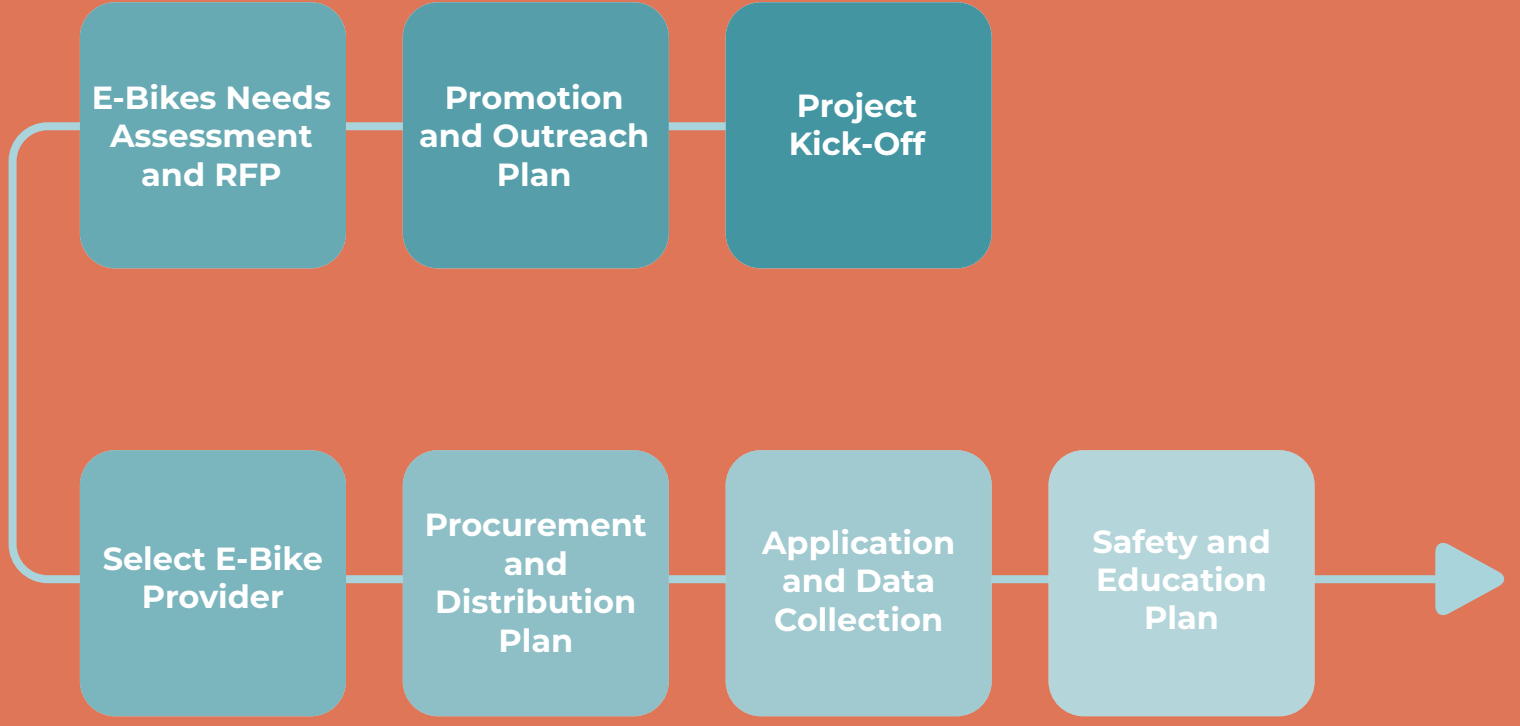 E-Bikes Needs
Assessment
and RFP
Promotion
and Outreach
Plan
Project
Kick-Off
Select E-Bike
Provider
Procurement
and
Distribution
Plan
Application
and Data
Collection
Safety and
Education
Plan